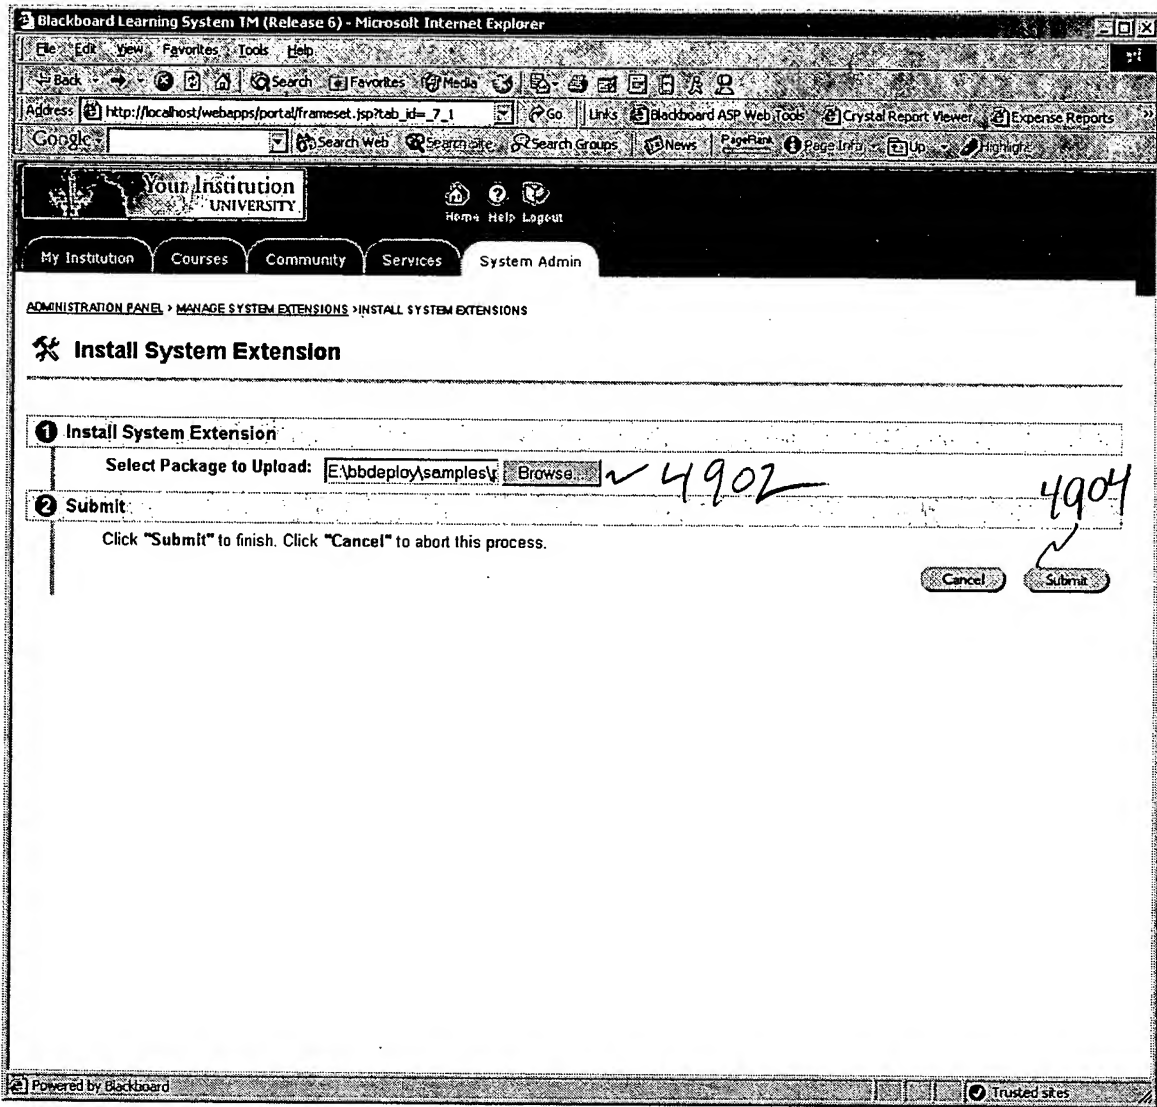 Blackboard Learning System TM (Release 6) - Microsoft Internet Explorer
File Edit View Favorites Tools Help
Back Search Favorites Media
Address http://localhost/webapps/portal/frameset.jsp?tab_id=_7_1 Go Links Blackboard ASP Web Tools Crystal Report Viewer Expense Reports »
Google Search Web Search Site Search Groups News PageRank Page Info Up Highlight
Your Institution
UNIVERSITY
Home Help Logout
My Institution Courses Community Services System Admin
ADMINISTRATION PANEL > MANAGE SYSTEM EXTENSIONS >INSTALL SYSTEM EXTENSIONS
Install System Extension
1 Install System Extension
Select Package to Upload: E:\bbdeploy\samples\ Browse... 4902
2 Submit 4904
Click "Submit" to finish. Click "Cancel" to abort this process.
Cancel Submit
Powered by Blackboard Trusted sites